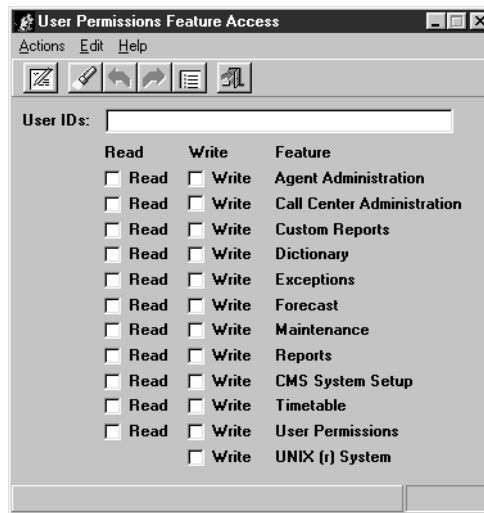 User Permissions Feature Access
Actions Edit Help
User IDs:
Read Write Feature
Read Write Agent Administration
Read Write Call Center Administration
Read Write Custom Reports
Read Write Dictionary
Read Write Exceptions
Read Write Forecast
Read Write Maintenance
Read Write Reports
Read Write CMS System Setup
Read Write Timetable
Read Write User Permissions
Write UNIX (r) System